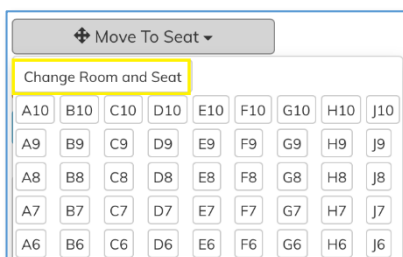 Move To Seat
Change Room and Seat
A10 B10 C10 D10 E10 F10 G10 H10 J10
A9 B9 C9 D9 E9 F9 G9 H9 J9
A8 B8 C8 D8 E8 F8 G8 H8 J8
A7 B7 C7 D7 E7 F7 G7 H7 J7
A6 B6 C6 D6 E6 F6 G6 H6 J6